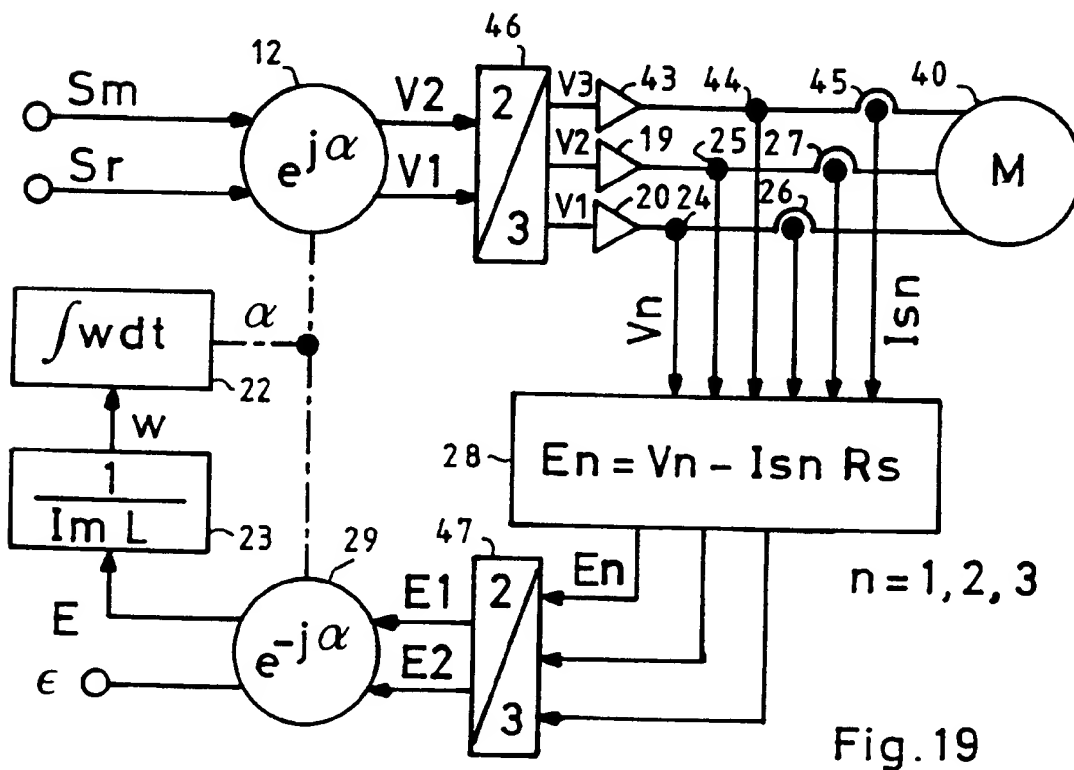 12
46
43
44
45
40
Sm
Sr
e^jα
V2
V1
2
3
V3
V2
V1
19
20
25
24
27
26
M
∫wdt
α
22
w
1
Im L
23
Vn
Isn
28
En = Vn - Isn Rs
n = 1, 2, 3
29
47
E
ϵ
e^-jα
E1
E2
2
3
En
Fig. 19